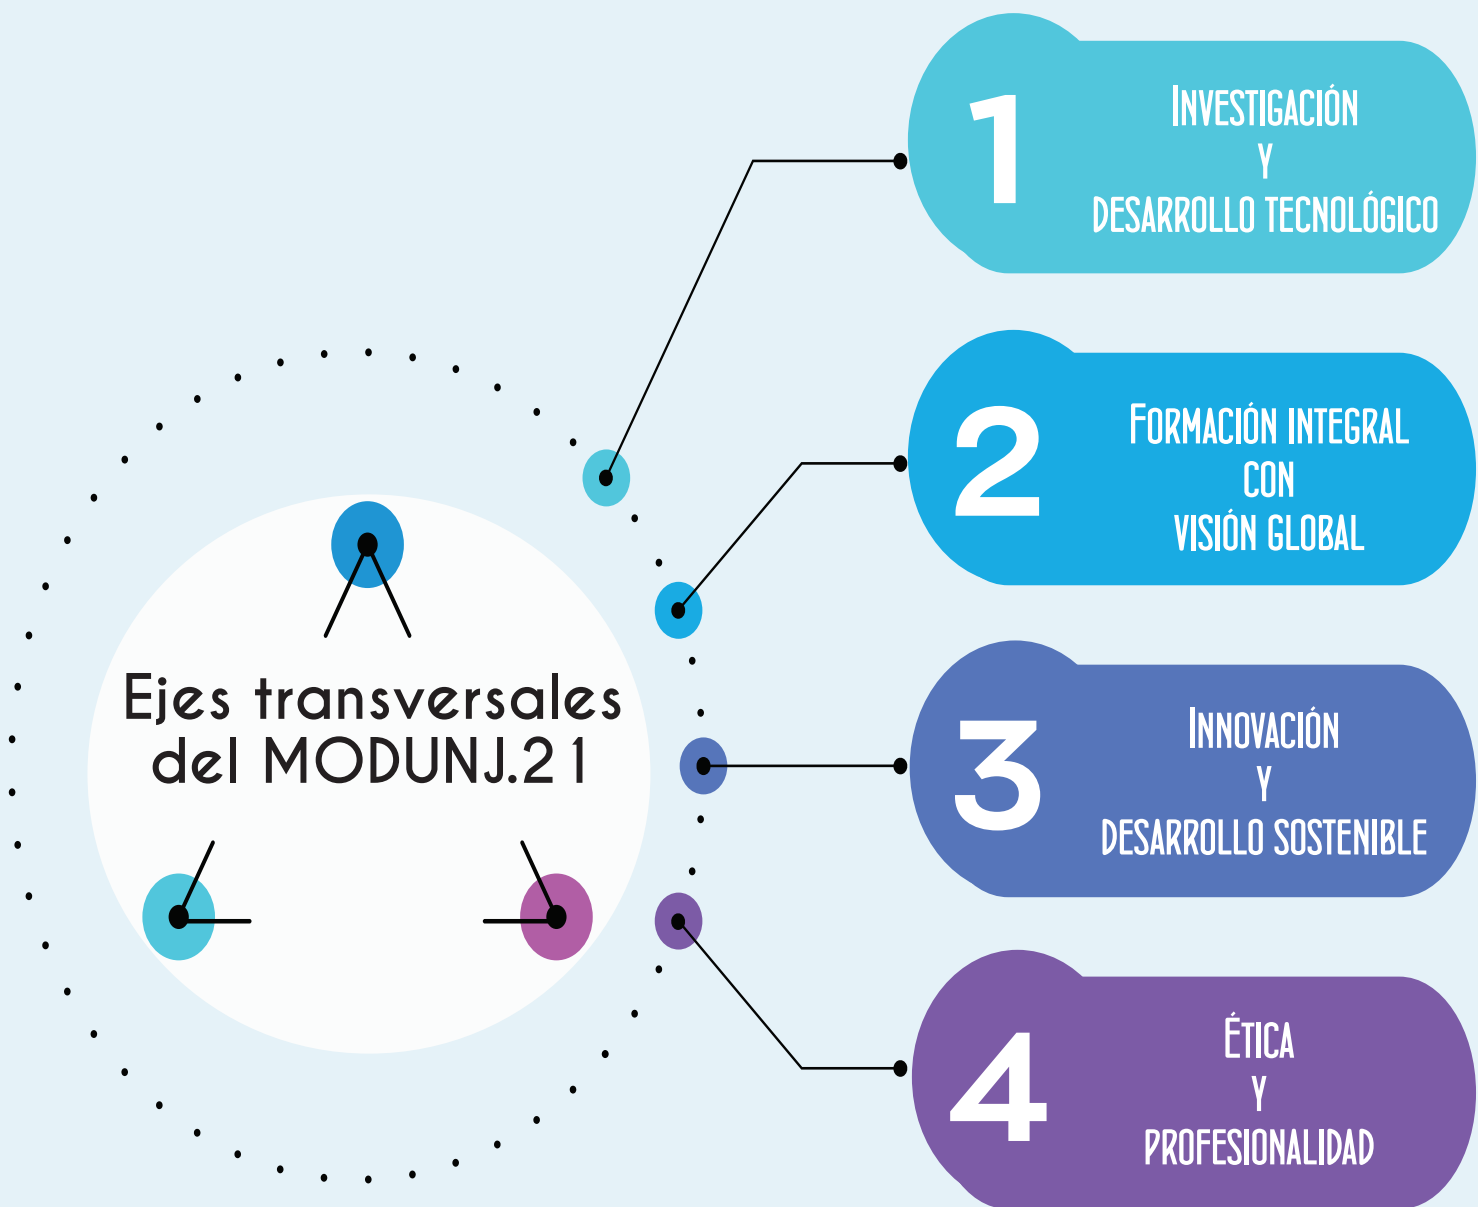 Ejes transversales
del MODUNJ.21
1
Investigación
y
desarrollo tecnológico
2
Formación integral
con
visión global
3
Innovación
y
desarrollo sostenible
4
Ética
y
profesionalidad